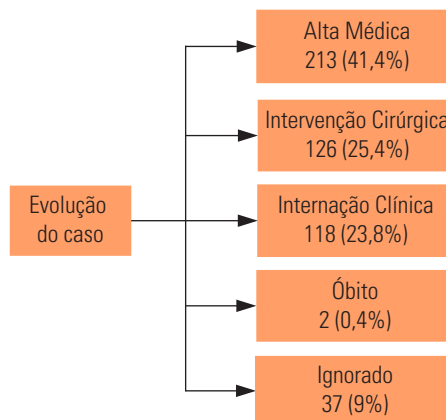 Alta Médica
213 (41,4%)
Intervenção Cirúrgica
126 (25,4%)
Evolução
do caso
Internação Clínica
118 (23,8%)
Óbito
2 (0,4%)
Ignorado
37 (9%)